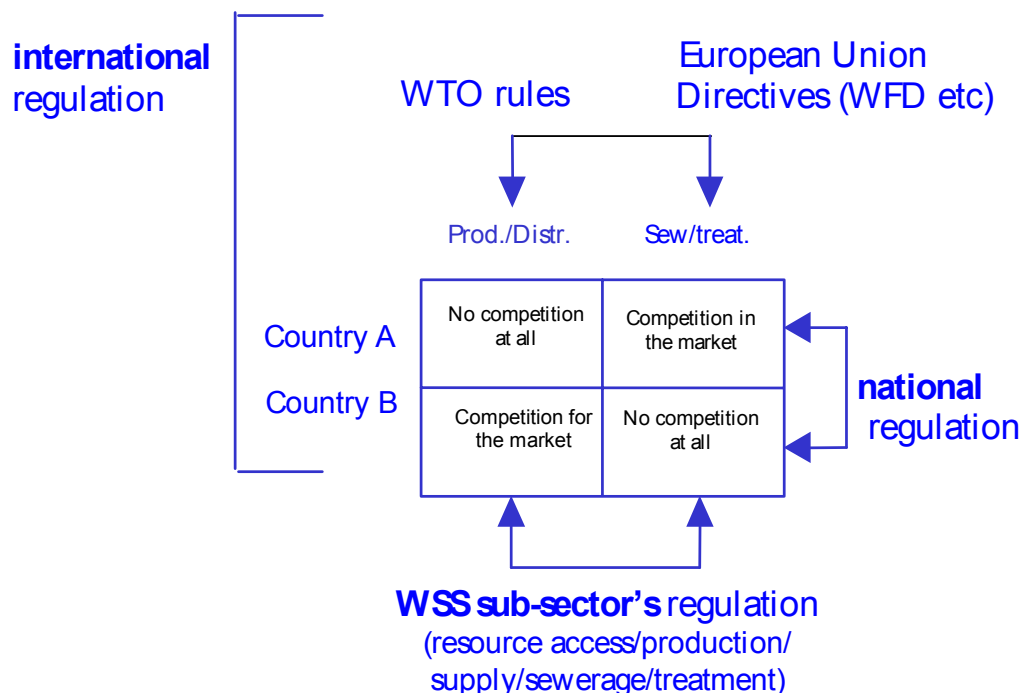 international
regulation
WTO rules
European Union
Directives (WFD etc)
Prod./Distr.
Sew/treat.
Country A
No competition
at all
Competition in
the market
Country B
Competition for
the market
No competition
at all
national
regulation
WSS sub-sector's regulation
(resource access/production/
supply/sewerage/treatment)